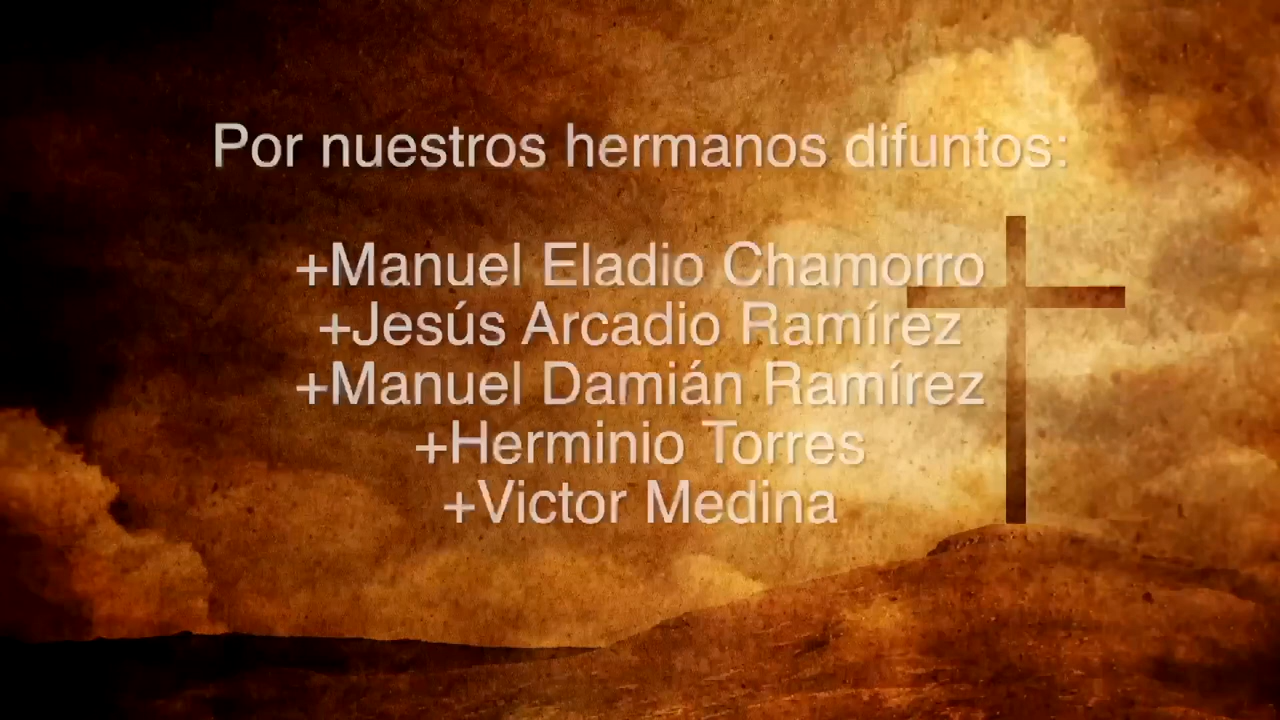 Por nuestros hermanos difuntos:
+Manuel Eladio Chamorro
+Jesús Arcadio Ramírez
+Manuel Damián Ramírez
+Herminio Torres
+Victor Medina